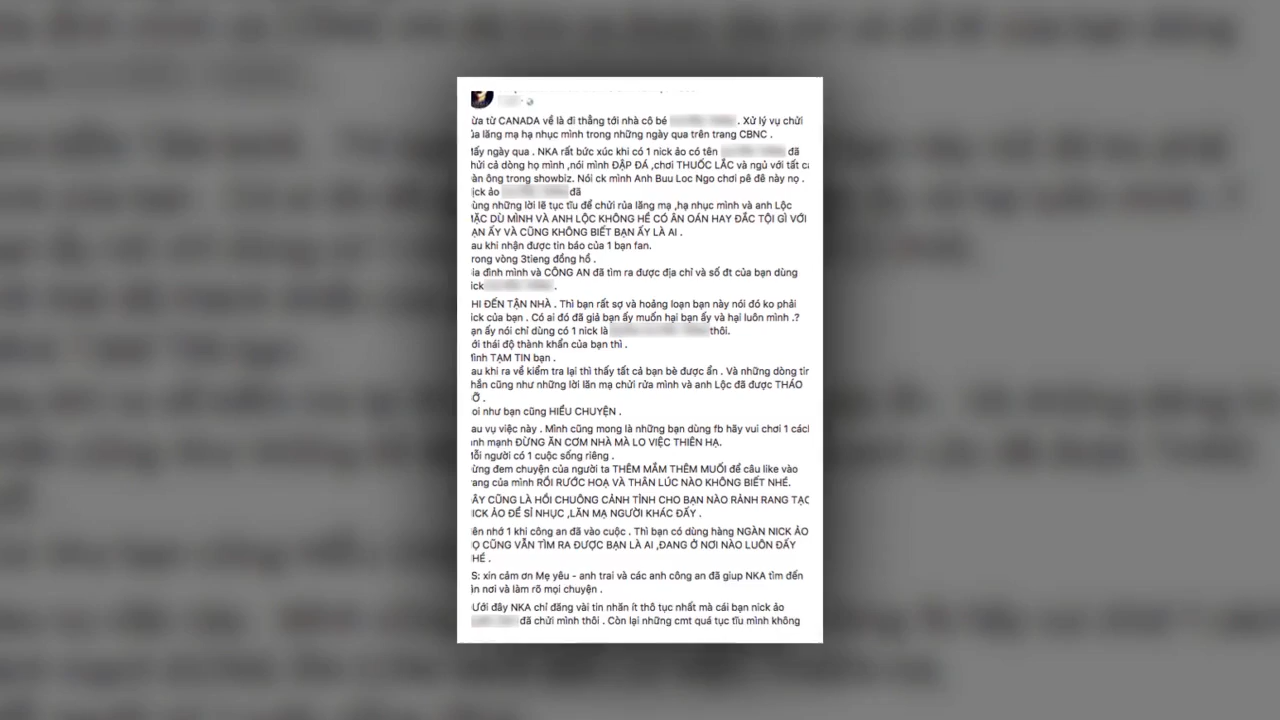 ừa từ CANADA về là đi thẳng tới nhà cô bé . Xử lý vụ chửi
ủa lăng mạ hạ nhục mình trong những ngày qua trên trang CBNC .
Mấy ngày qua . NKA rất bức xúc khi có 1 nick ảo có tên đã
hửi cả dòng họ mình ,nói mình ĐẬP ĐÁ ,chơi THUỐC LẮC và ngủ với tất cả
àn ông trong showbiz. Nói ck mình Anh Buu Loc Ngo chơi pê đê này nọ .
ick ảo đã
ùng những lời lẽ tục tĩu để chửi rủa lăng mạ ,hạ nhục mình và anh Lộc
MẶC DÙ MÌNH VÀ ANH LỘC KHÔNG HỀ CÓ ÂN OÁN HAY ĐẮC TỘI GÌ VỚI
ẠN ẤY VÀ CŨNG KHÔNG BIẾT BẠN ẤY LÀ AI .
au khi nhận được tin báo của 1 bạn fan.
rong vòng 3tieng đồng hồ .
ia đình mình và CÔNG AN đã tìm ra được địa chỉ và số đt của bạn dùng
ick .
HI ĐẾN TẬN NHÀ . Thì bạn rất sợ và hoảng loạn bạn này nói đó ko phải
ick của bạn . Có ai đó đã giả bạn ấy muốn hại bạn ấy và hại luôn mình .?
ạn ấy nói chỉ dùng có 1 nick là thôi.
ới thái độ thành khẩn của bạn thì .
Mình TẠM TIN bạn .
au khi ra về kiểm tra lại thì thấy tất cả bạn bè được ẩn . Và những dòng tin
hắn cũng như những lời lăn mạ chửi rửa mình và anh Lộc đã được THÁO
Ỡ .
oi như bạn cũng HIỂU CHUYỆN .
au vụ việc này . Mình cũng mong là những bạn dùng fb hãy vui chơi 1 cách
ành mạnh ĐỪNG ĂN CƠM NHÀ MÀ LO VIỆC THIÊN HẠ.
Mỗi người có 1 cuộc sống riêng .
ừng đem chuyện của người ta THÊM MẮM THÊM MUỐI để câu like vào
rang của mình RỒI RƯỚC HOẠ VÀ THÂN LÚC NÀO KHÔNG BIẾT NHÉ.
ĐÂY CŨNG LÀ HỒI CHUÔNG CẢNH TÌNH CHO BẠN NÀO RẢNH RANG TẠO
NICK ẢO ĐỂ SỈ NHỤC ,LĂN MẠ NGƯỜI KHÁC ĐẤY .
ên nhớ 1 khi công an đã vào cuộc . Thì bạn có dùng hàng NGÀN NICK ẢO
HỌ CŨNG VẪN TÌM RA ĐƯỢC BẠN LÀ AI ,ĐANG Ở NƠI NÀO LUÔN ĐẤY
NHÉ .
S: xin cảm ơn Mẹ yêu - anh trai và các anh công an đã giup NKA tìm đến
ận nơi và làm rõ mọi chuyện .
ưới đây NKA chỉ đăng vài tin nhãn ít thô tục nhất mà cái bạn nick ảo
đã chửi mình thôi . Còn lại những cmt quá tục tĩu mình không